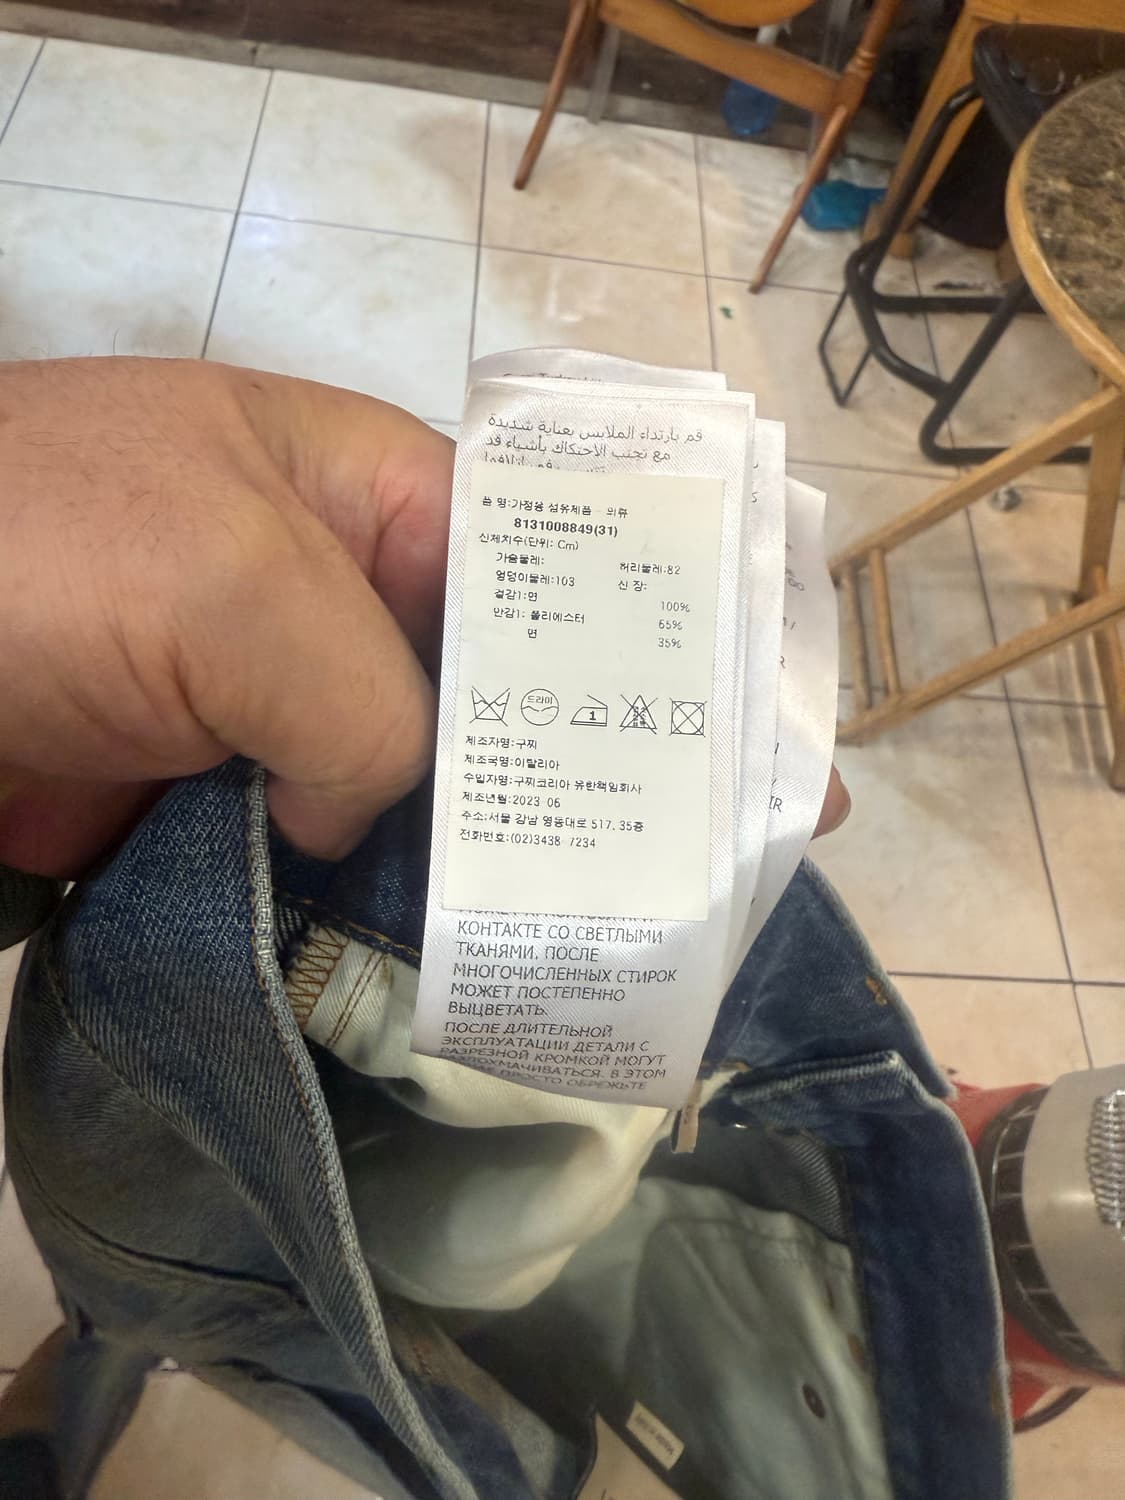 قم بارتداء الملابس بعناية شديدة
مع تجنب الاحتكاك بأشياء قد
품 명:가정용 섬유제품 - 의류
8131008849(31)
신체치수(단위: Cm)
가슴둘레:
허리둘레:82
엉덩이둘레:103
신 장:
겉감1:면
100%
안감1: 폴리에스터
65%
면
35%
드라이
1
제조자명:구찌
제조국명:이탈리아
수입자명:구찌코리아 유한책임회사
제조년월:2023 06
주소:서울 강남 영동대로 517, 35층
전화번호:(02)3438 7234
КОНТАКТЕ СО СВЕТЛЫМИ
ТКАНЯМИ. ПОСЛЕ
МНОГОЧИСЛЕННЫХ СТИРОК
МОЖЕТ ПОСТЕПЕННО
ВЫЦВЕТАТЬ.
ПОСЛЕ ДЛИТЕЛЬНОЙ
ЭКСПЛУАТАЦИИ ДЕТАЛИ С
РАЗРЕЗНОЙ КРОМКОЙ МОГУТ
РАЗЛОХМАЧИВАТЬСЯ. В ЭТОМ
ПРОСТО ОБРЕЖЬТЕ